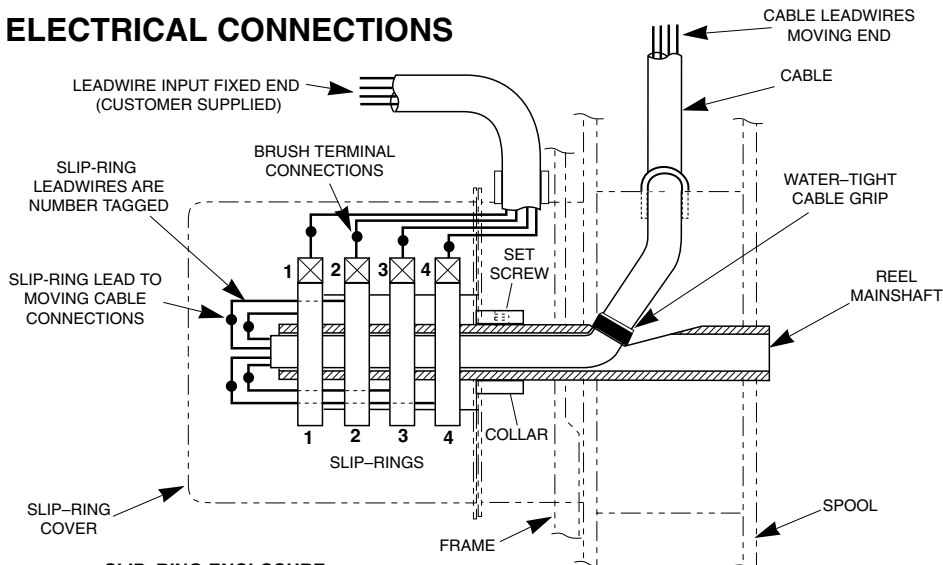 ELECTRICAL CONNECTIONS
CABLE LEADWIRES
MOVING END
LEADWIRE INPUT FIXED END
(CUSTOMER SUPPLIED)
CABLE
BRUSH TERMINAL
CONNECTIONS
SLIP-RING
LEADWIRES ARE
NUMBER TAGGED
WATER–TIGHT
CABLE GRIP
SLIP-RING LEAD TO
MOVING CABLE
CONNECTIONS
1 2 3 4
SET
SCREW
REEL
MAINSHAFT
1 2 3 4
COLLAR
SLIP–RINGS
SLIP–RING
COVER
FRAME
SPOOL